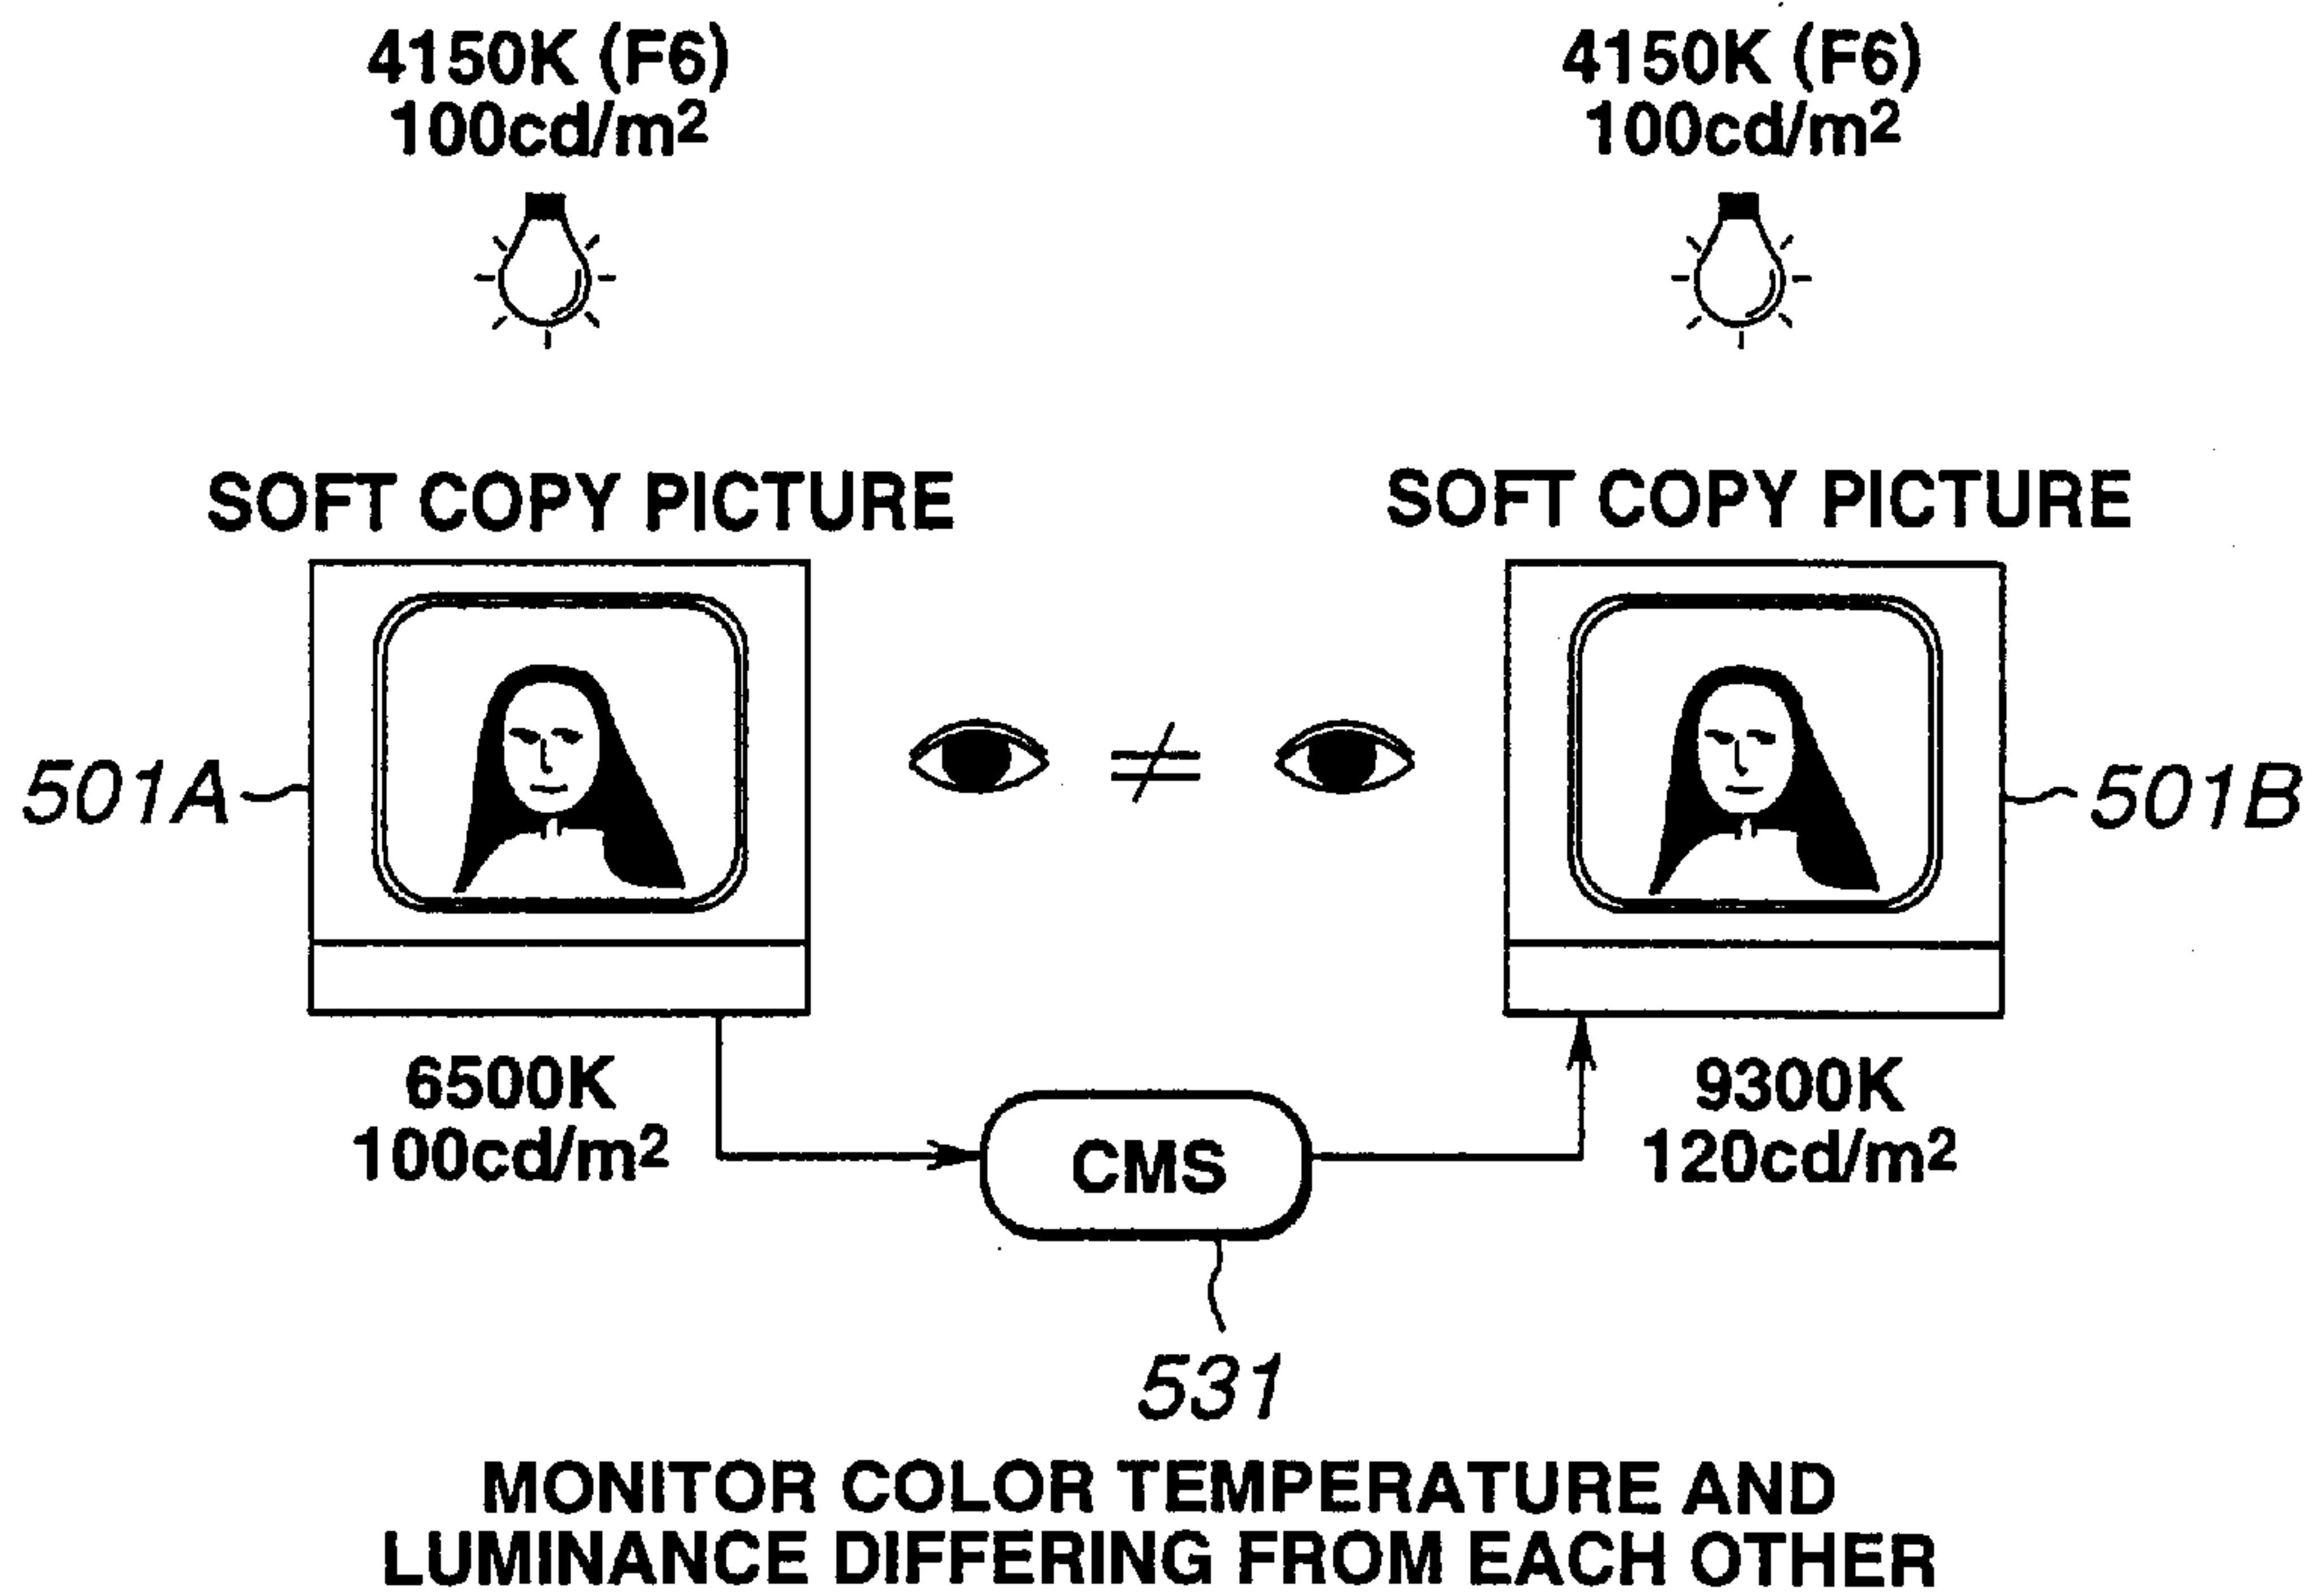 4150K (F6)
100cd/m²
4150K (F6)
100cd/m²
SOFT COPY PICTURE
SOFT COPY PICTURE
501A
≠
501B
6500K
100cd/m²
CMS
9300K
120cd/m²
531
MONITOR COLOR TEMPERATURE AND
LUMINANCE DIFFERING FROM EACH OTHER